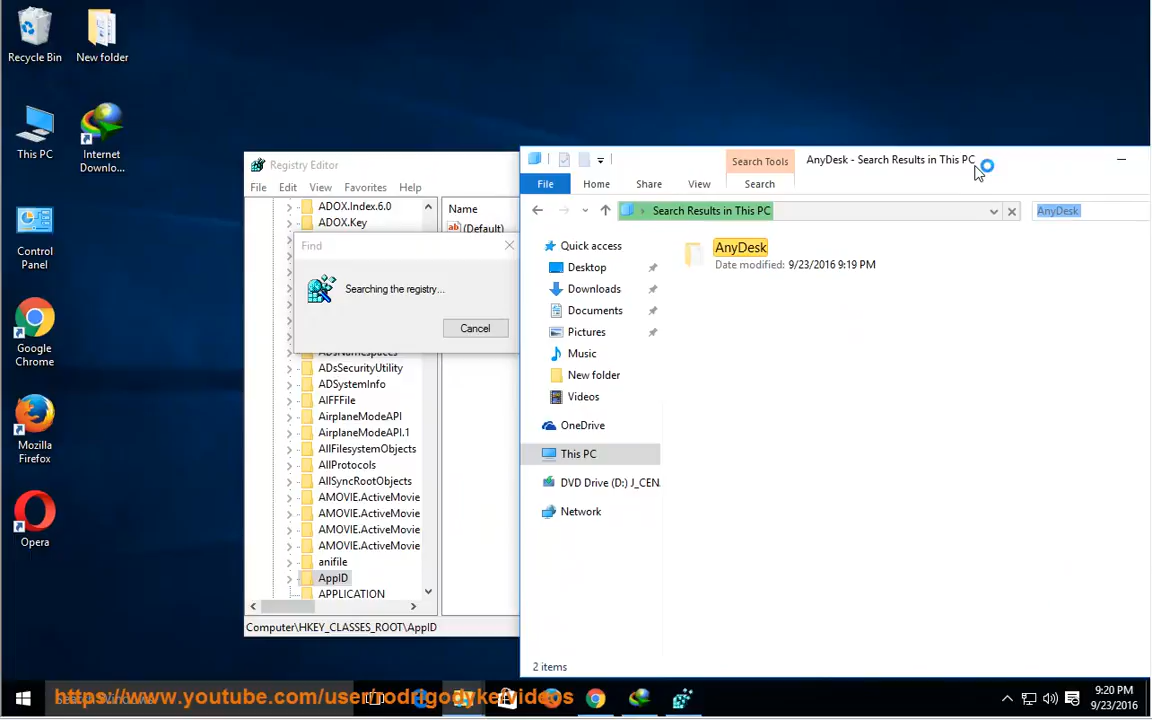 Recycle Bin
New folder
This PC
Internet
Downlo...
Control
Panel
Google
Chrome
Mozilla
Firefox
Opera
Registry Editor
File Edit View Favorites Help
ADOX.Index.6.0
ADOX.Key
Name
(Default)
Find
Searching the registry...
Cancel
ADsNamespaces
ADsSecurityUtility
ADSystemInfo
AIFFFile
AirplaneModeAPI
AirplaneModeAPI.1
AllFilesystemObjects
AllProtocols
AllSyncRootObjects
AMOVIE.ActiveMovie
AMOVIE.ActiveMovie
AMOVIE.ActiveMovie
AMOVIE.ActiveMovie
anifile
AppID
APPLICATION
Computer\HKEY_CLASSES_ROOT\AppID
Search Tools
AnyDesk - Search Results in This PC
File Home Share View Search
Search Results in This PC
AnyDesk
Quick access
Desktop
Downloads
Documents
Pictures
Music
New folder
Videos
OneDrive
This PC
DVD Drive (D:) J_CEN
Network
AnyDesk
Date modified: 9/23/2016 9:19 PM
2 items
9:20 PM
9/23/2016